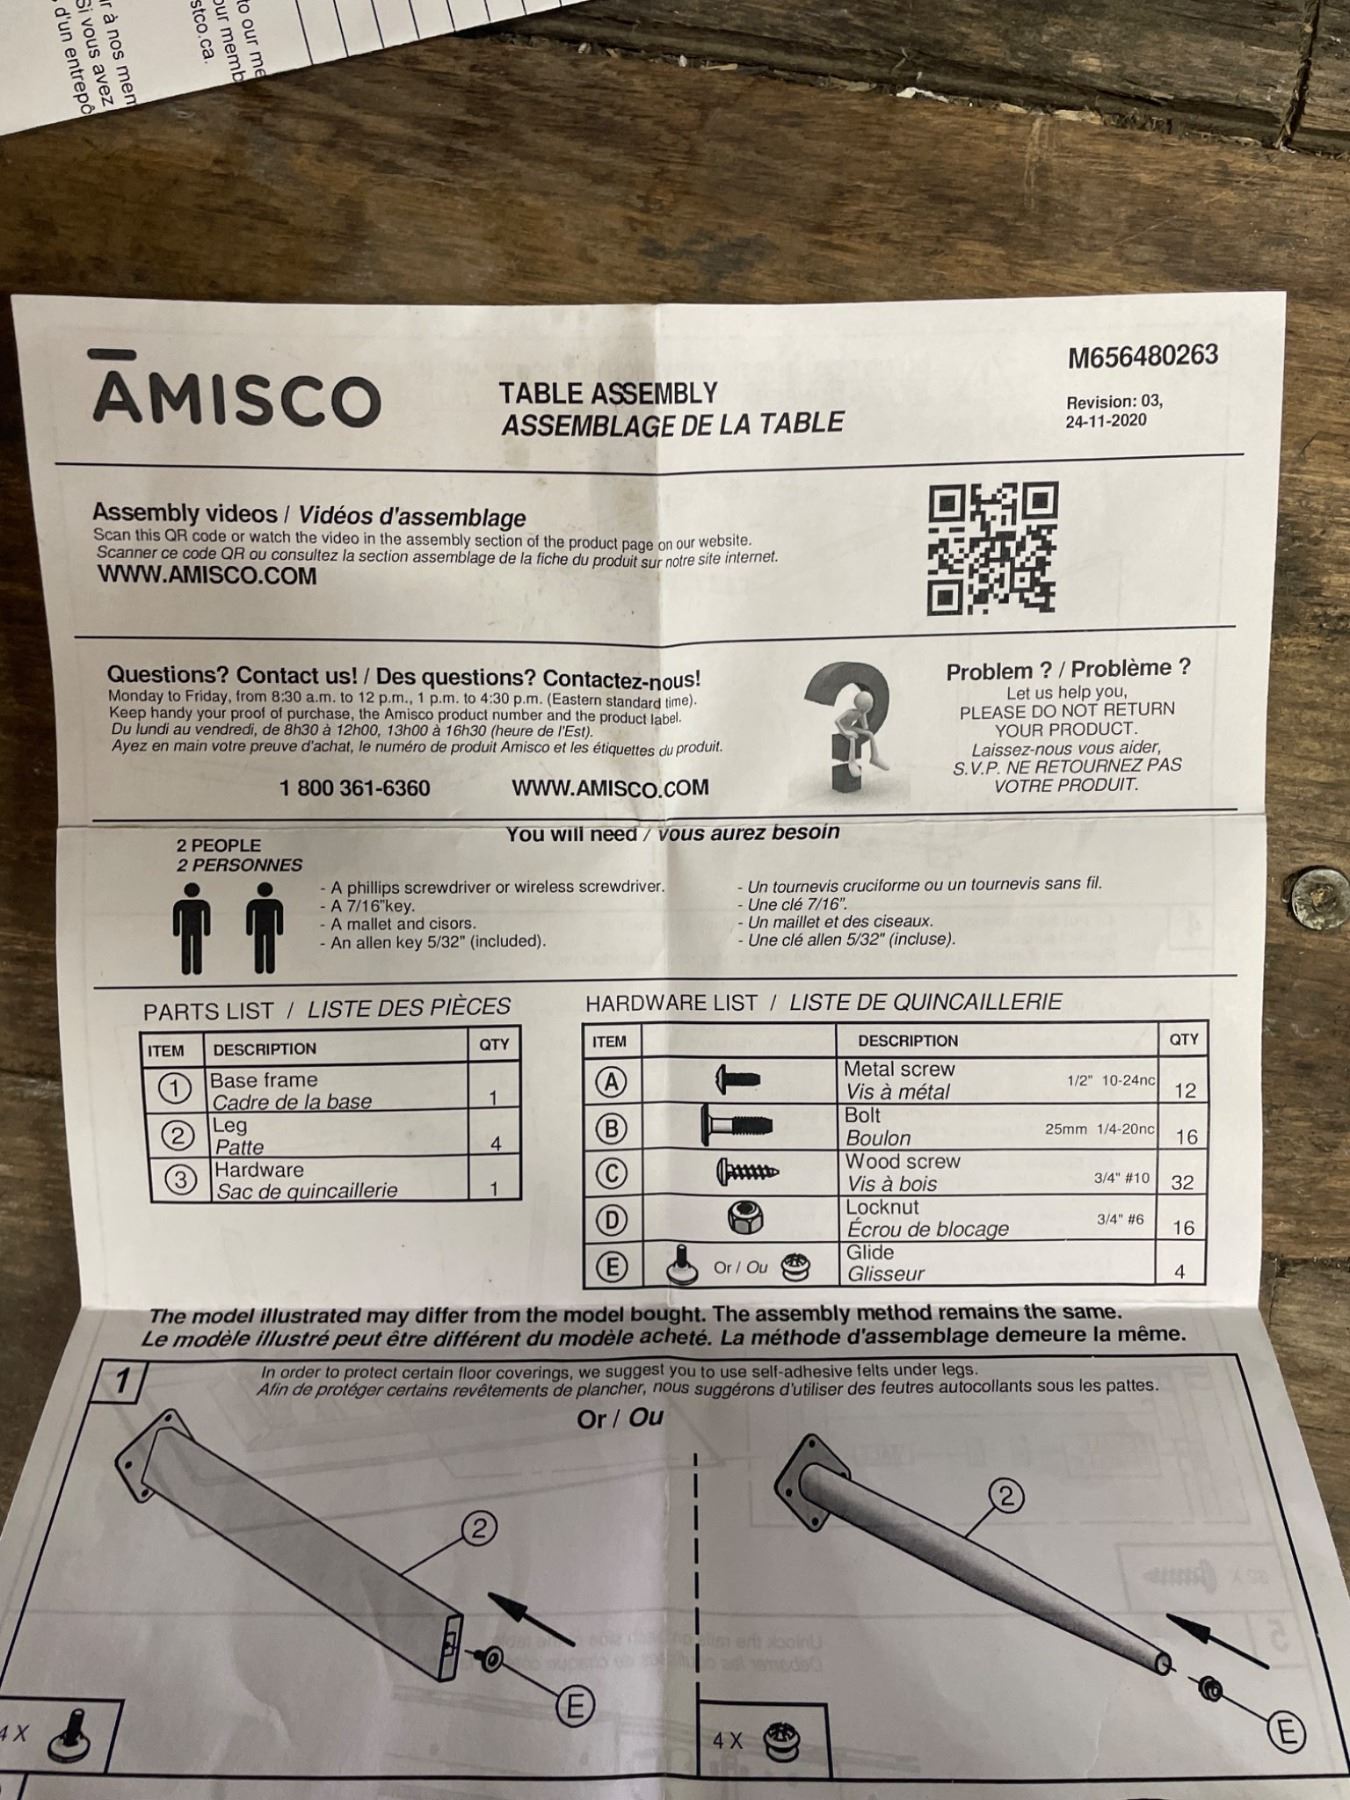 to our me
our memb
stco.ca.
r à nos mem
Si vous avez
d'un entrepô
AMISCO
TABLE ASSEMBLY
ASSEMBLAGE DE LA TABLE
M656480263
Revision: 03,
24-11-2020
Assembly videos / Vidéos d'assemblage
Scan this QR code or watch the video in the assembly section of the product page on our website.
Scanner ce code QR ou consultez la section assemblage de la fiche du produit sur notre site internet.
WWW.AMISCO.COM
Questions? Contact us! / Des questions? Contactez-nous!
Monday to Friday, from 8:30 a.m. to 12 p.m., 1 p.m. to 4:30 p.m. (Eastern standard time).
Keep handy your proof of purchase, the Amisco product number and the product label.
Du lundi au vendredi, de 8h30 à 12h00, 13h00 à 16h30 (heure de l'Est).
Ayez en main votre preuve d'achat, le numéro de produit Amisco et les étiquettes du produit.
1 800 361-6360 WWW.AMISCO.COM
Problem ? / Problème ?
Let us help you,
PLEASE DO NOT RETURN
YOUR PRODUCT.
Laissez-nous vous aider,
S.V.P. NE RETOURNEZ PAS
VOTRE PRODUIT.
You will need / vous aurez besoin
2 PEOPLE
2 PERSONNES
- A phillips screwdriver or wireless screwdriver.
- A 7/16"key.
- A mallet and cisors.
- An allen key 5/32" (included).
- Un tournevis cruciforme ou un tournevis sans fil.
- Une clé 7/16".
- Un maillet et des ciseaux.
- Une clé allen 5/32" (incluse).
PARTS LIST / LISTE DES PIÈCES
ITEM DESCRIPTION QTY
1 Base frame
Cadre de la base 1
2 Leg
Patte 4
3 Hardware
Sac de quincaillerie 1
HARDWARE LIST / LISTE DE QUINCAILLERIE
ITEM DESCRIPTION QTY
A Metal screw
Vis à métal 1/2" 10-24nc 12
B Bolt
Boulon 25mm 1/4-20nc 16
C Wood screw
Vis à bois 3/4" #10 32
D Locknut
Écrou de blocage 3/4" #6 16
E Or / Ou Glide
Glisseur 4
The model illustrated may differ from the model bought. The assembly method remains the same.
Le modèle illustré peut être différent du modèle acheté. La méthode d'assemblage demeure la même.
1
In order to protect certain floor coverings, we suggest you to use self-adhesive felts under legs.
Afin de protéger certains revêtements de plancher, nous suggérons d'utiliser des feutres autocollants sous les pattes.
Or / Ou
2
E
4 X
2
E
4 X